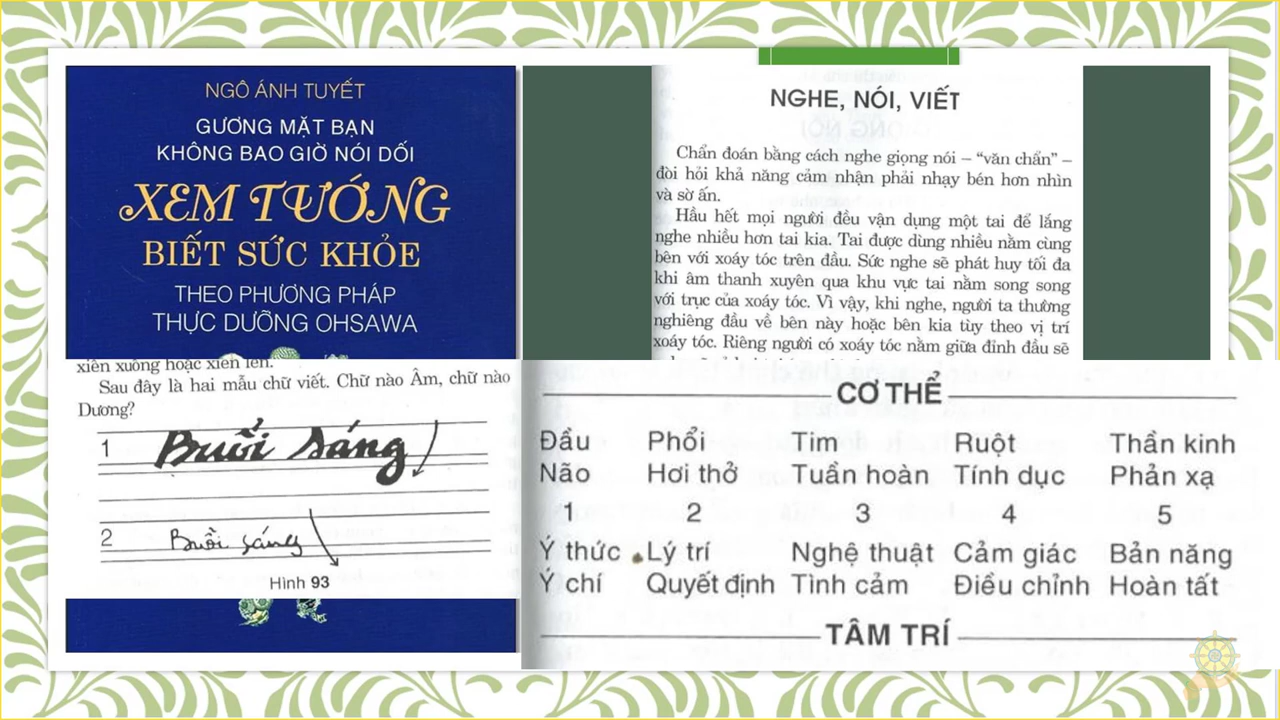 NGÔ ÁNH TUYẾT
GƯƠNG MẶT BẠN
KHÔNG BAO GIỜ NÓI DỐI
XEM TƯỚNG
BIẾT SỨC KHỎE
THEO PHƯƠNG PHÁP
THỰC DƯỠNG OHSAWA
NGHE, NÓI, VIẾT
Chẩn đoán bằng cách nghe giọng nói – “văn chẩn” –
đòi hỏi khả năng cảm nhận phải nhạy bén hơn nhìn
và sờ ấn.
Hầu hết mọi người đều vận dụng một tai để lắng
nghe nhiều hơn tai kia. Tai được dùng nhiều nằm cùng
bên với xoáy tóc trên đầu. Sức nghe sẽ phát huy tối đa
khi âm thanh xuyên qua khu vực tai nằm song song
với trục của xoáy tóc. Vì vậy, khi nghe, người ta thường
nghiêng đầu về bên này hoặc bên kia tùy theo vị trí
xoáy tóc. Riêng người có xoáy tóc nằm giữa đỉnh đầu sẽ
xiên xuống hoặc xiên lên.
Sau đây là hai mẫu chữ viết. Chữ nào Âm, chữ nào
Dương?
1 Buổi sáng
2 Buổi sáng
Hình 93
CƠ THỂ
Đầu Phổi Tim Ruột Thần kinh
Não Hơi thở Tuần hoàn Tính dục Phản xạ
1 2 3 4 5
Ý thức Lý trí Nghệ thuật Cảm giác Bản năng
Ý chí Quyết định Tình cảm Điều chỉnh Hoàn tất
TÂM TRÍ